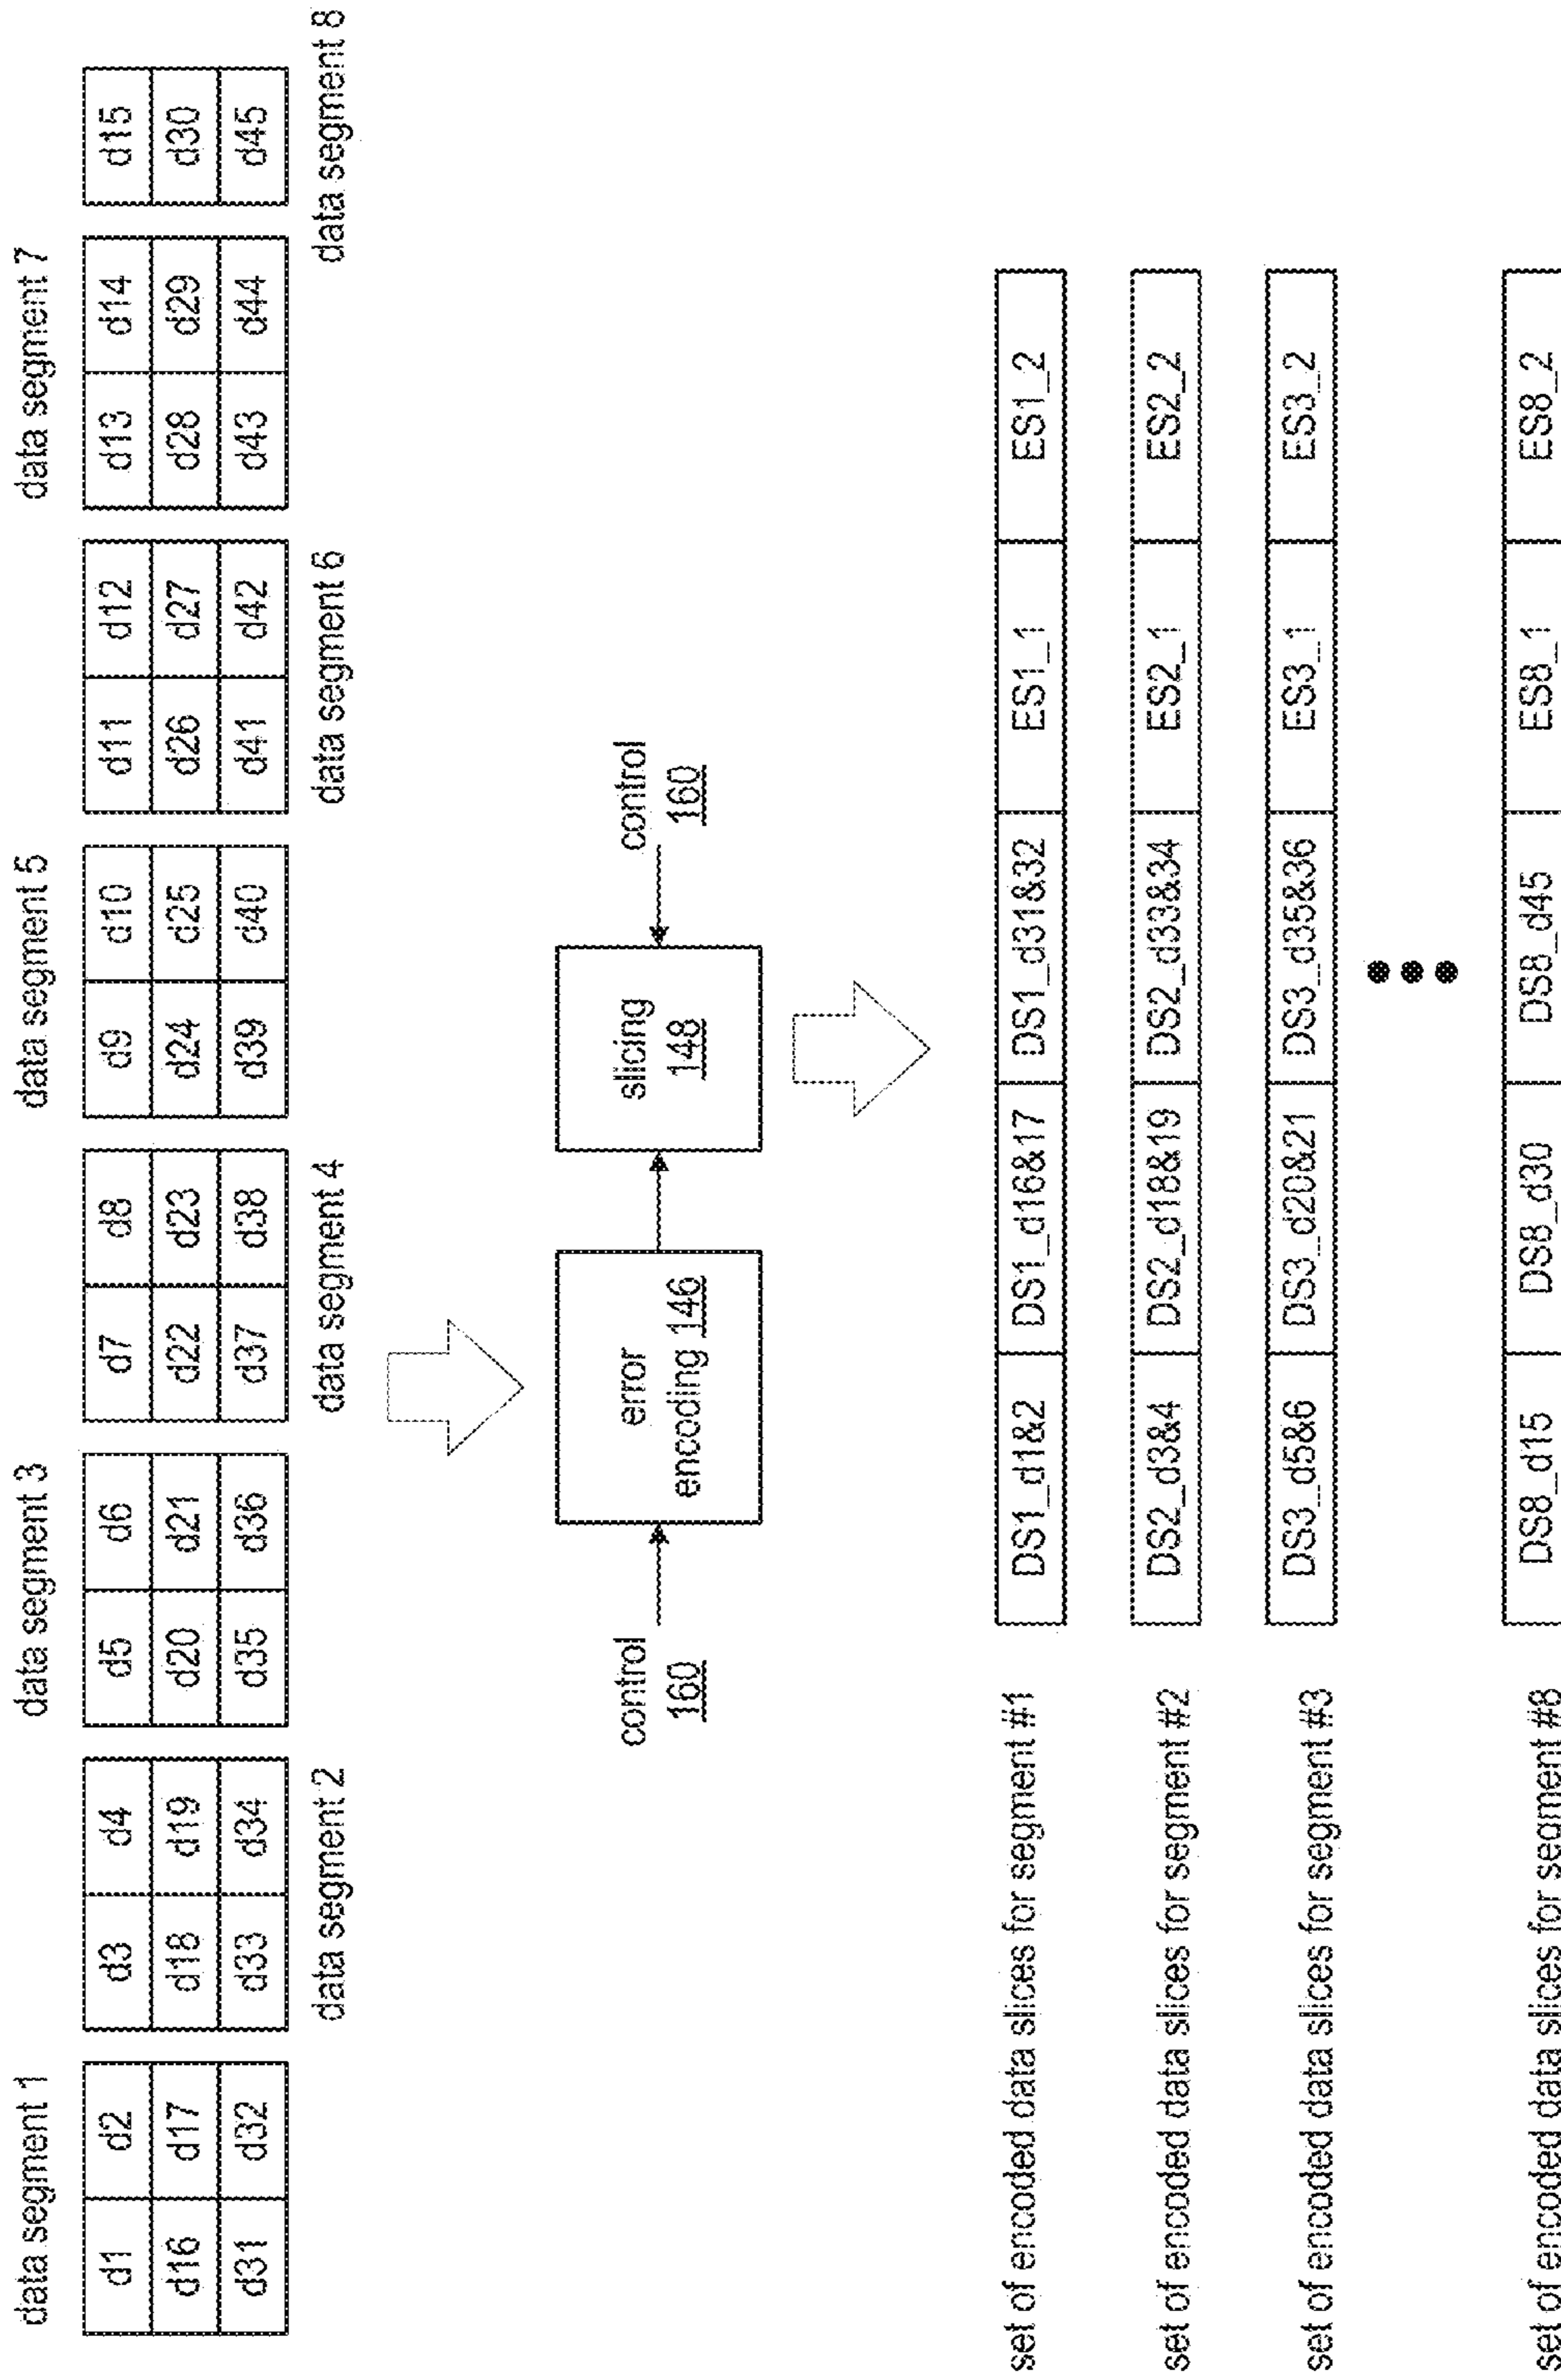 data segment 1
data segment 3
data segment 5
data segment 7
d1 d2 d3 d4 d5 d6 d7 d8 d9 d10 d11 d12 d13 d14 d15
d16 d17 d18 d19 d20 d21 d22 d23 d24 d25 d26 d27 d28 d29 d30
d31 d32 d33 d34 d35 d36 d37 d38 d39 d40 d41 d42 d43 d44 d45
data segment 2
data segment 4
data segment 6
data segment 8
control
160
error
encoding 146
slicing
148
control
160
set of encoded data slices for segment #1
DS1_d1&2 DS1_d16&17 DS1_d31&32 ES1_1 ES1_2
set of encoded data slices for segment #2
DS2_d3&4 DS2_d18&19 DS2_d33&34 ES2_1 ES2_2
set of encoded data slices for segment #3
DS3_d5&6 DS3_d20&21 DS3_d35&36 ES3_1 ES3_2
set of encoded data slices for segment #8
DS8_d15 DS8_d30 DS8_d45 ES8_1 ES8_2